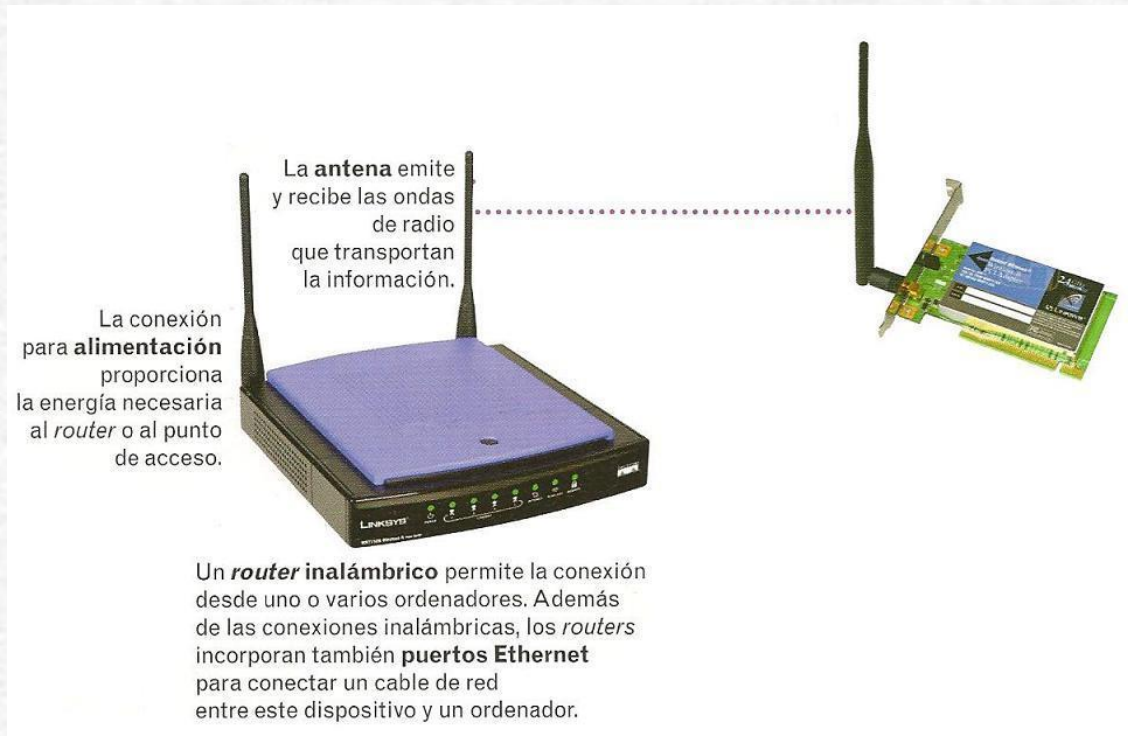 La antena emite
y recibe las ondas
de radio
que transportan
la información.
La conexión
para alimentación
proporciona
la energía necesaria
al router o al punto
de acceso.
LINKSYS
Un router inalámbrico permite la conexión
desde uno o varios ordenadores. Además
de las conexiones inalámbricas, los routers
incorporan también puertos Ethernet
para conectar un cable de red
entre este dispositivo y un ordenador.